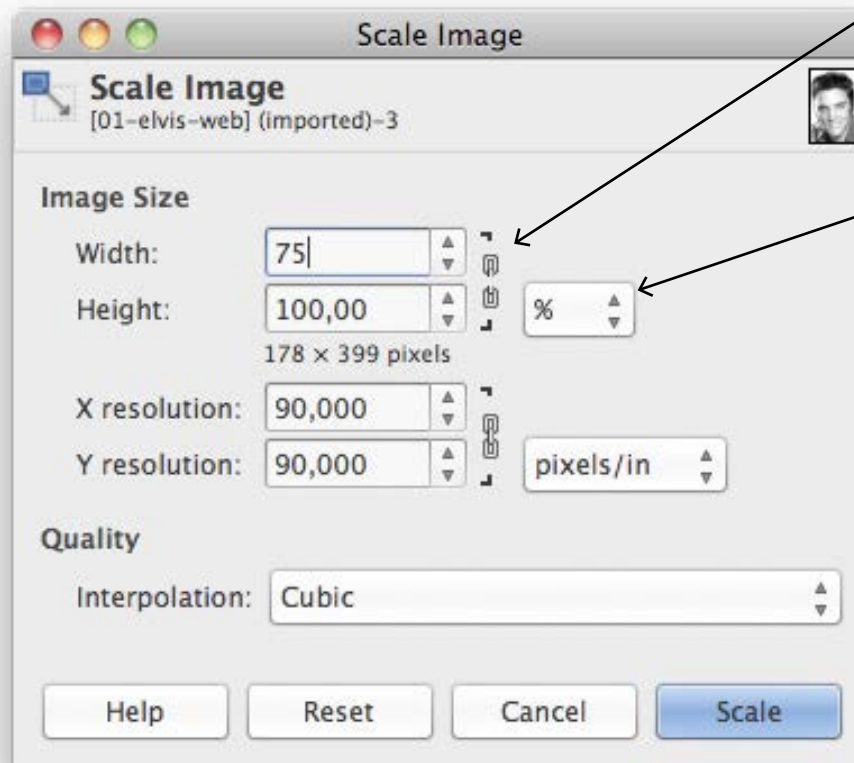 Scale Image
Scale Image
[01-elvis-web] (imported)-3
Image Size
Width: 75
Height: 100,00 %
178 × 399 pixels
X resolution: 90,000
Y resolution: 90,000 pixels/in
Quality
Interpolation: Cubic
Help Reset Cancel Scale